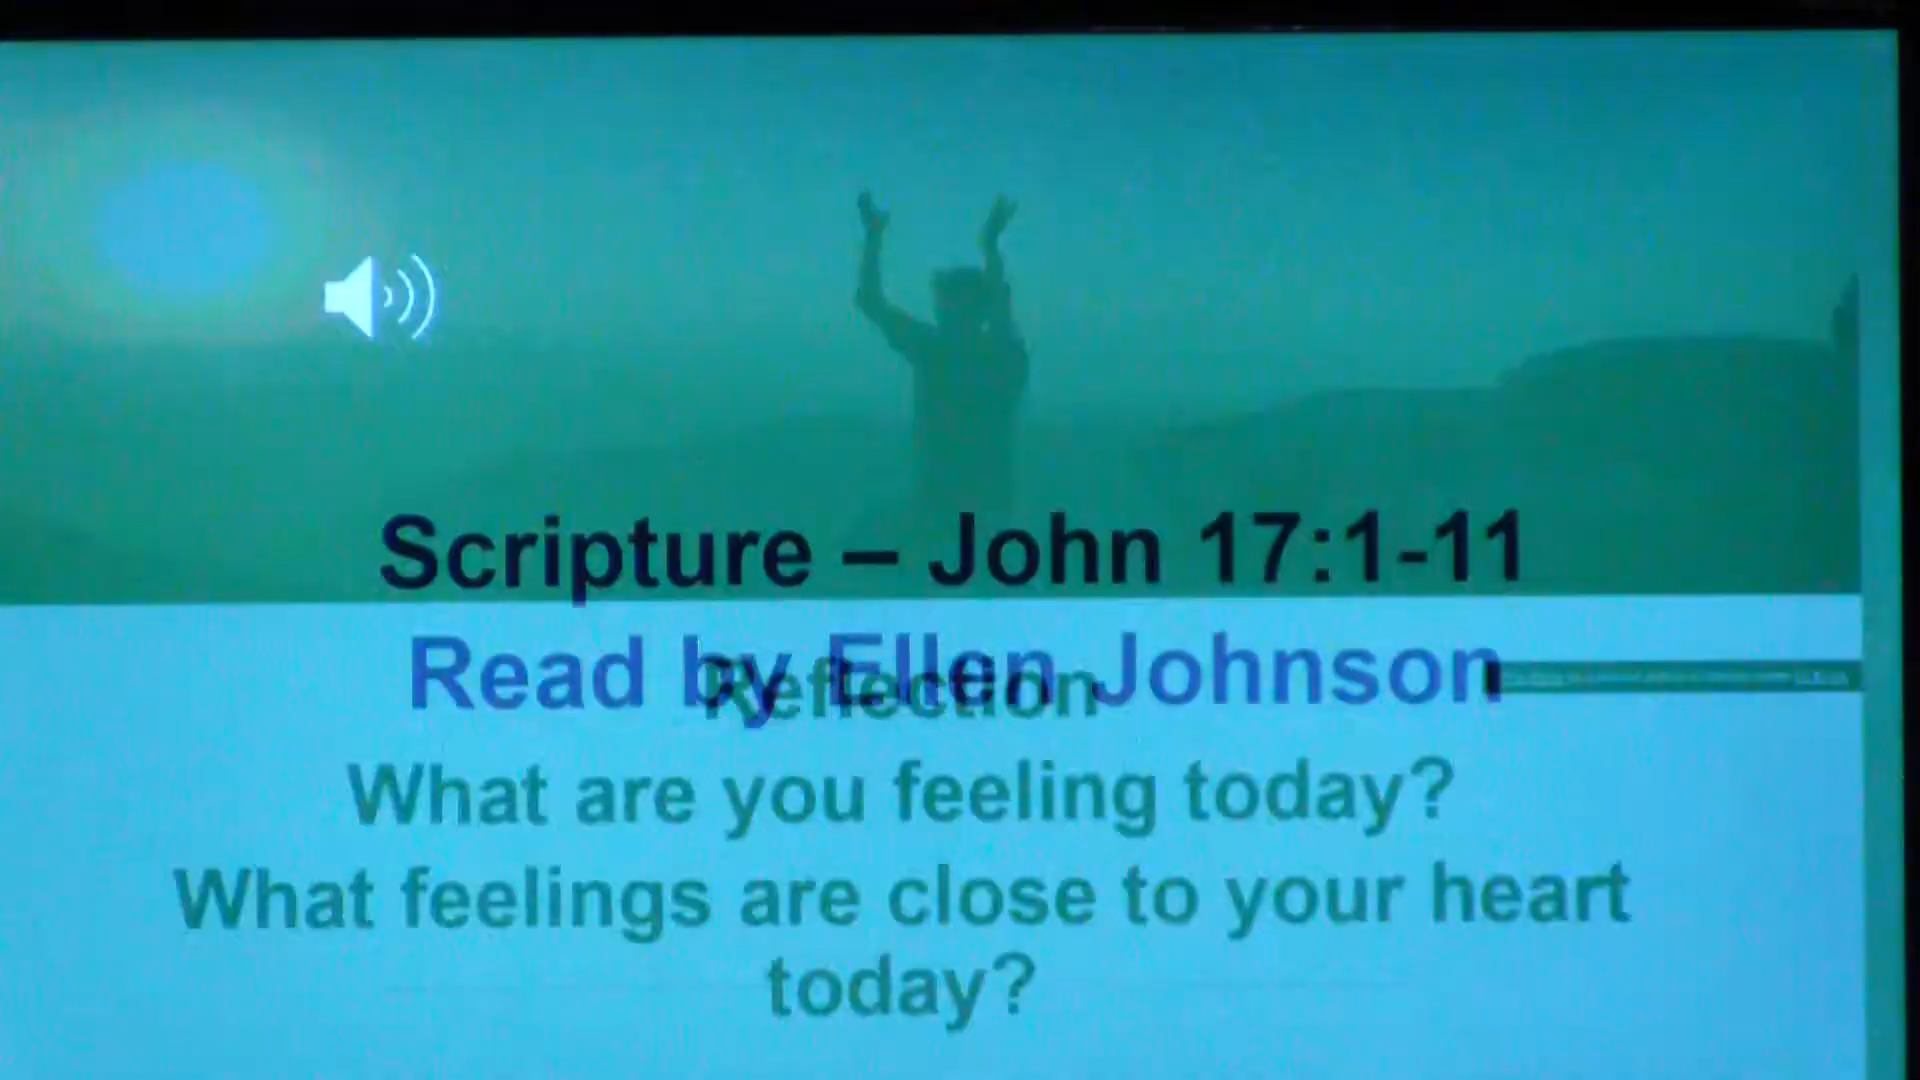 Scripture – John 17:1-11
Read by Ellen Johnson
Reflection
What are you feeling today?
What feelings are close to your heart
today?